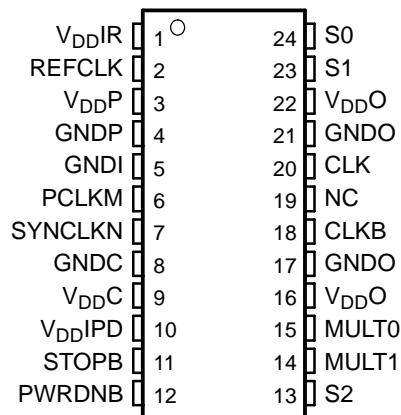 VDDIR 1 24 S0
REFCLK 2 23 S1
VDDP 3 22 VDDO
GNDP 4 21 GNDO
GNDI 5 20 CLK
PCLKM 6 19 NC
SYNCLKN 7 18 CLKB
GNDC 8 17 GNDO
VDDC 9 16 VDDO
VDDIPD 10 15 MULT0
STOPB 11 14 MULT1
PWRDNB 12 13 S2